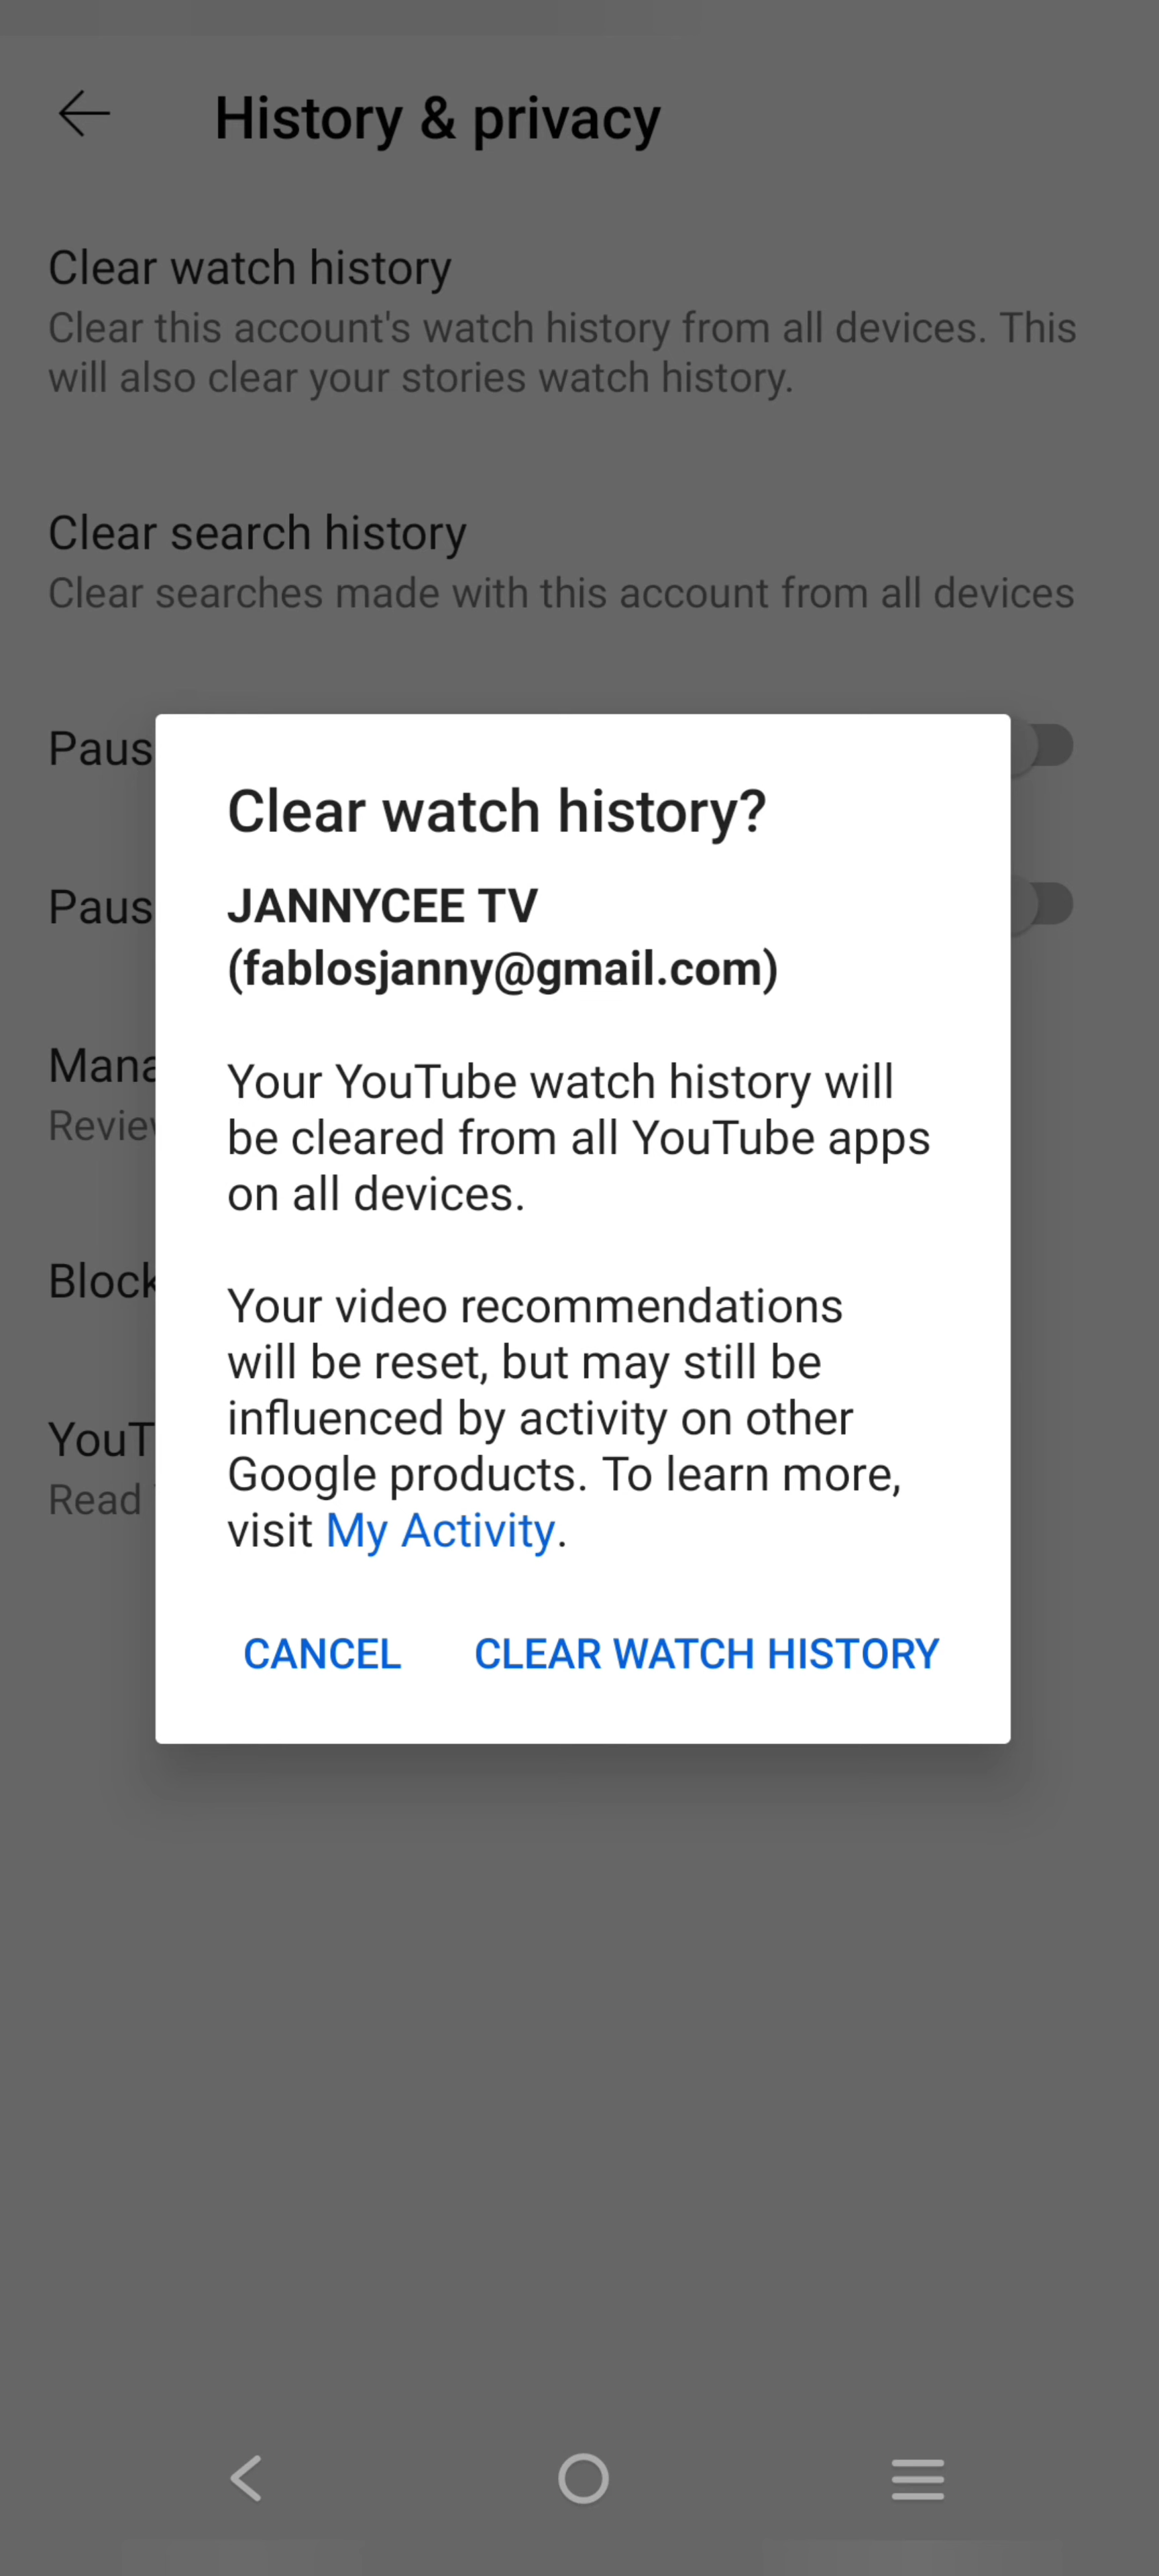 History & privacy
Clear watch history
Clear this account's watch history from all devices. This
will also clear your stories watch history.
Clear search history
Clear searches made with this account from all devices
Paus
Clear watch history?
JANNYCEE TV
(fablosjanny@gmail.com)
Paus
Mana
Your YouTube watch history will
be cleared from all YouTube apps
on all devices.
Block
Your video recommendations
will be reset, but may still be
influenced by activity on other
Google products. To learn more,
visit My Activity.
YouT
Read
CANCEL CLEAR WATCH HISTORY